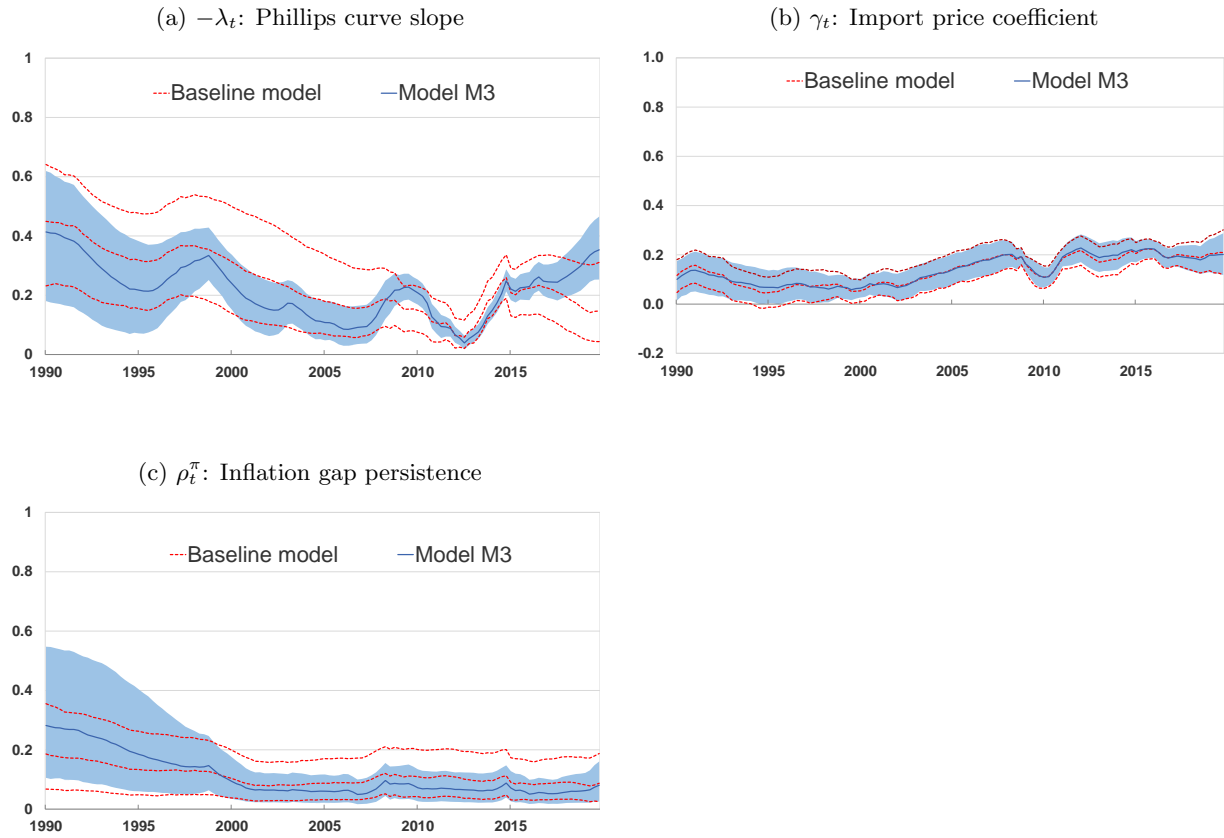 (a) −λₜ: Phillips curve slope
1
0.8
0.6
0.4
0.2
0
Baseline model Model M3
1990 1995 2000 2005 2010 2015
(b) γₜ: Import price coefficient
1.0
0.8
0.6
0.4
0.2
0.0
-0.2
Baseline model Model M3
1990 1995 2000 2005 2010 2015
(c) ρₜ^π: Inflation gap persistence
1
0.8
0.6
0.4
0.2
0
Baseline model Model M3
1990 1995 2000 2005 2010 2015